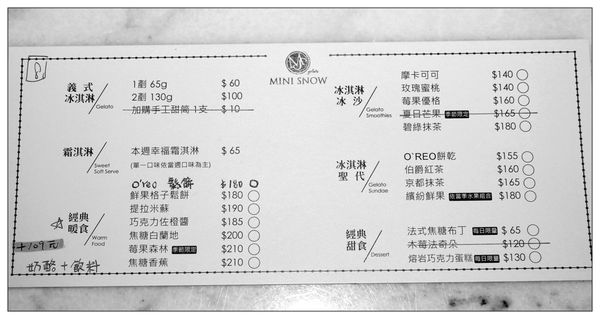 MINI SNOW
gelato
義式
冰淇淋
Gelato
1劃 65g $ 60
2劃 130g $100
加購手工甜筒 1支 $ 10
霜淇淋
Sweet
Soft Serve
本週幸福霜淇淋 $ 65
(單一口味依當週口味為主)
☆ 經典
暖食
Warm
Food
+109元
奶酪+飲料
O'reo 鬆餅 $180
鮮果格子鬆餅 $180
提拉米蘇 $190
巧克力佐橙醬 $185
焦糖白蘭地 $200
莓果森林 季節限定 $210
焦糖香蕉 $210
冰淇淋
冰沙
Gelato
Smoothies
摩卡可可 $140
玫瑰蜜桃 $140
莓果優格 $160
夏日芒果 季節限定 $165
碧綠抹茶 $180
冰淇淋
聖代
Gelato
Sundae
O'REO餅乾 $155
伯爵紅茶 $160
京都抹茶 $165
繽紛鮮果 依當季水果組合 $180
經典
甜食
Dessert
法式焦糖布丁 每日限量 $ 65
木莓法奇朵 $120
熔岩巧克力蛋糕 每日限量 $130